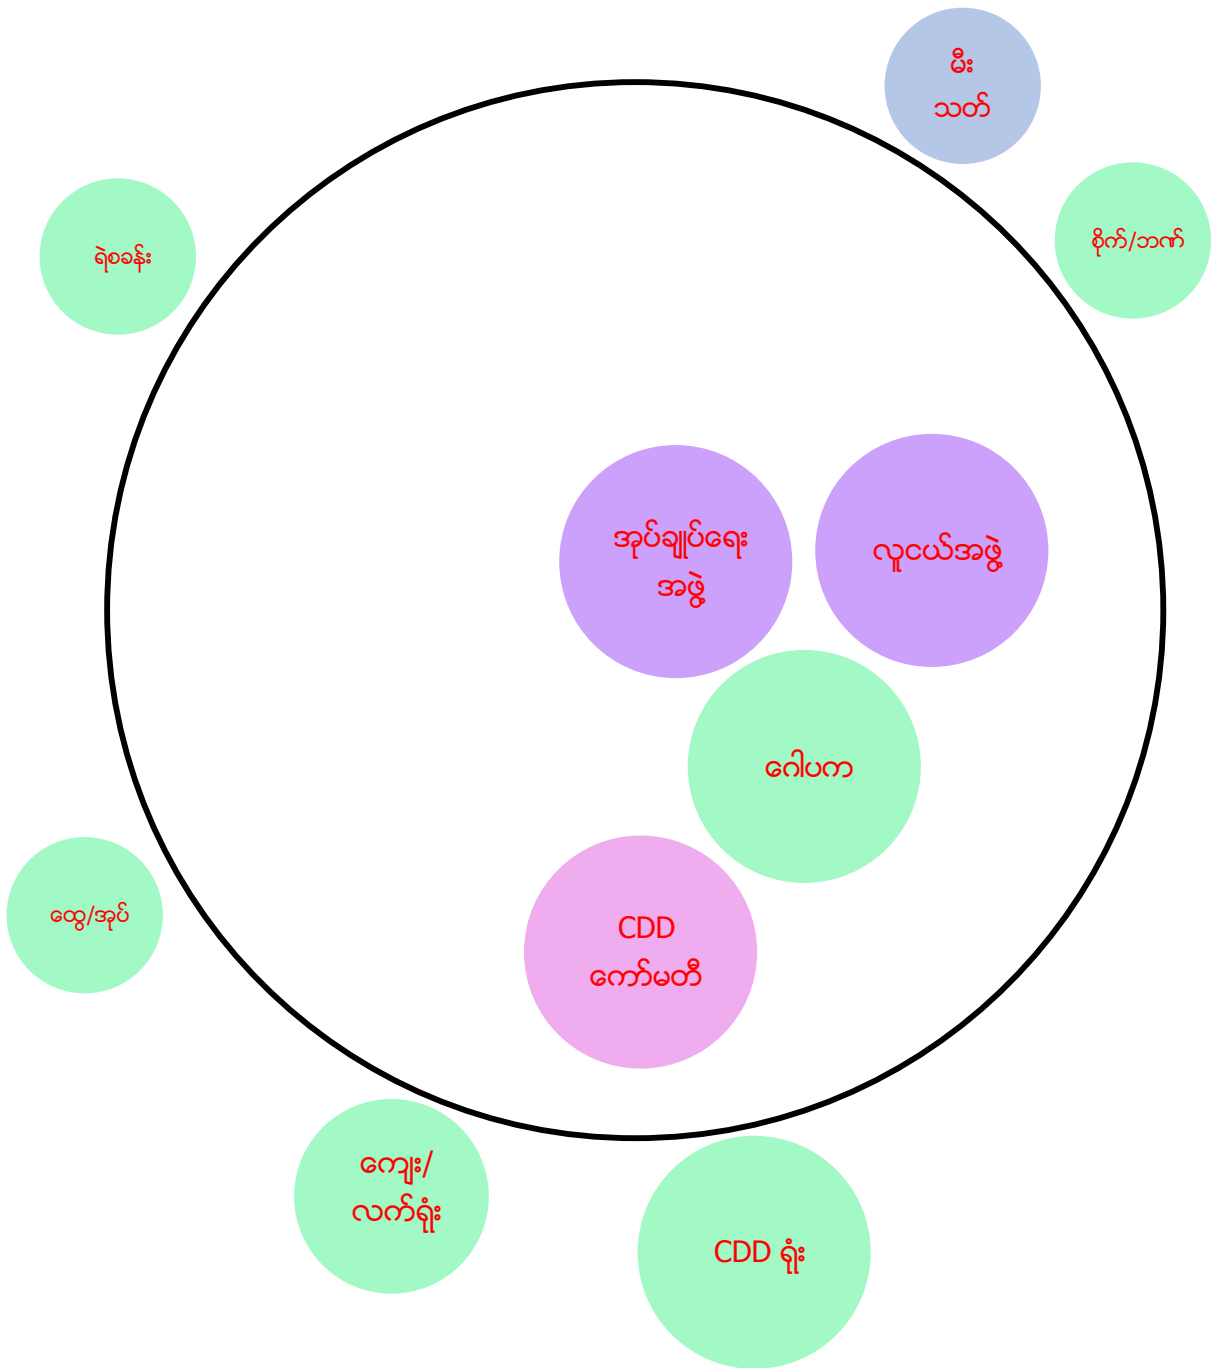 မီး
သတ်
စိုက်/ဘဏ်
ရဲစခန်း
အုပ်ချုပ်ရေး
အဖွဲ့
လူငယ်အဖွဲ့
ဂေါပက
ထွေ/အုပ်
CDD
ကော်မတီ
ကျေး/
လက်ရုံး
CDD ရုံး